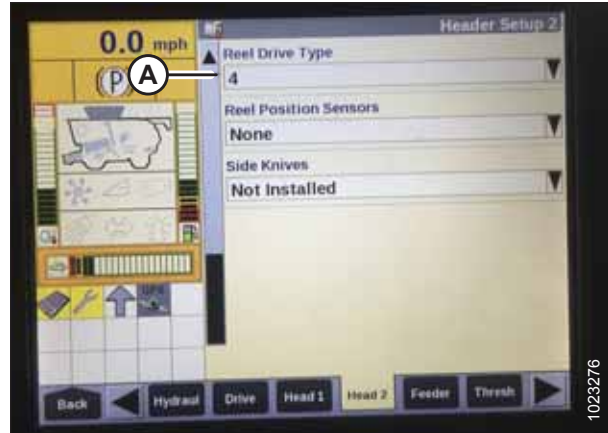 0.0 mph
Header Setup 2
(P)
A
Reel Drive Type
4
Reel Position Sensors
None
Side Knives
Not Installed
Back
Hydraul
Drive
Head 1
Head 2
Feeder
Thresh
1023276